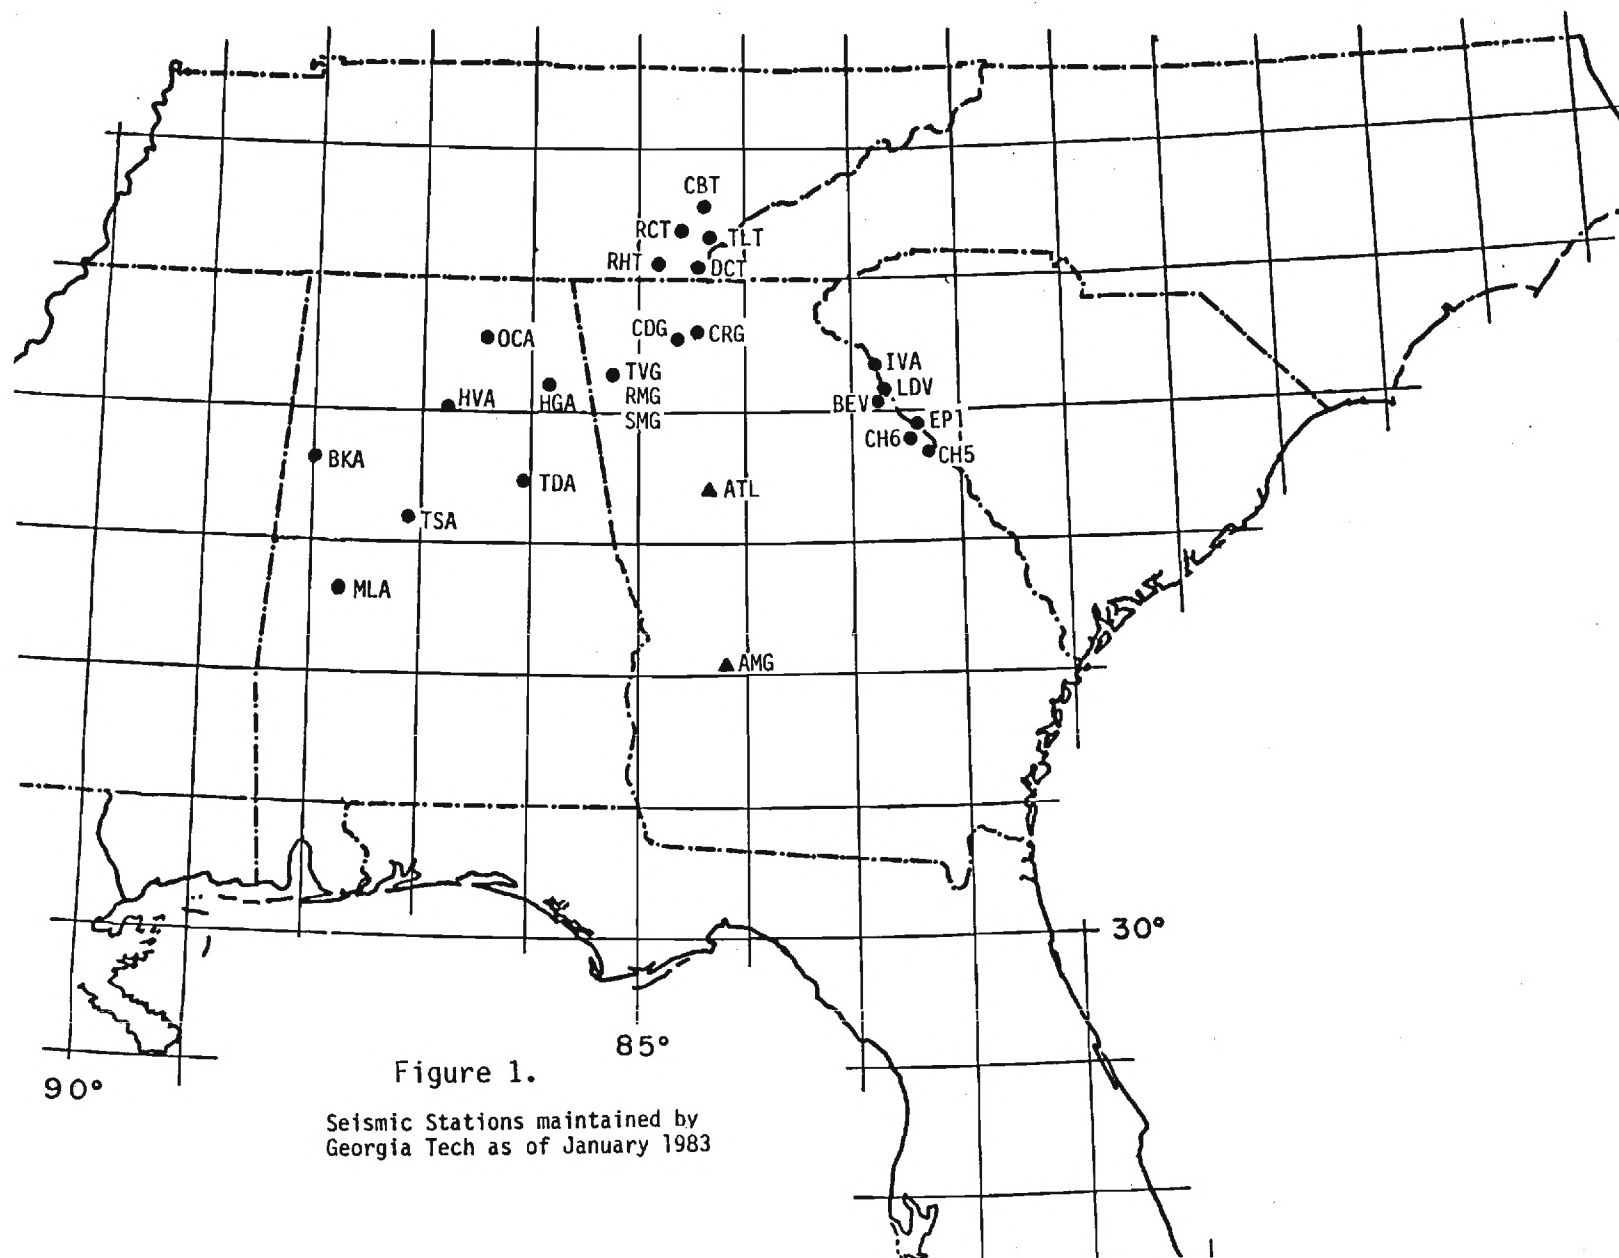 CBT
RCT
TLT
RHT
DCT
OCA
CDG
CRG
TVG
RMG
SMG
HVA
HGA
IVA
LDV
BEV
EP1
CH6
CH5
BKA
TDA
ATL
TSA
MLA
AMG
30°
85°
90°
Figure 1.
Seismic Stations maintained by
Georgia Tech as of January 1983